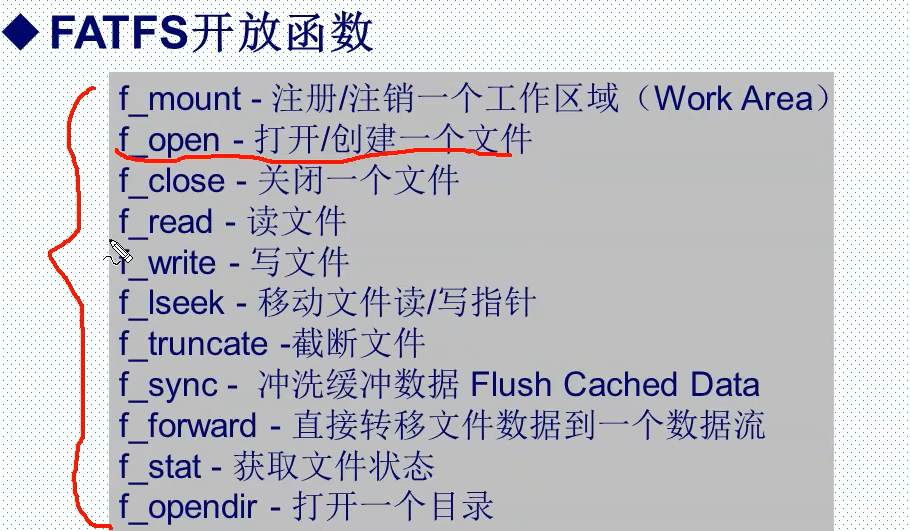 ◆ FATFS开放函数
f_mount - 注册/注销一个工作区域（Work Area）
f_open - 打开/创建一个文件
f_close - 关闭一个文件
f_read - 读文件
f_write - 写文件
f_lseek - 移动文件读/写指针
f_truncate -截断文件
f_sync - 冲洗缓冲数据 Flush Cached Data
f_forward - 直接转移文件数据到一个数据流
f_stat - 获取文件状态
f_opendir - 打开一个目录